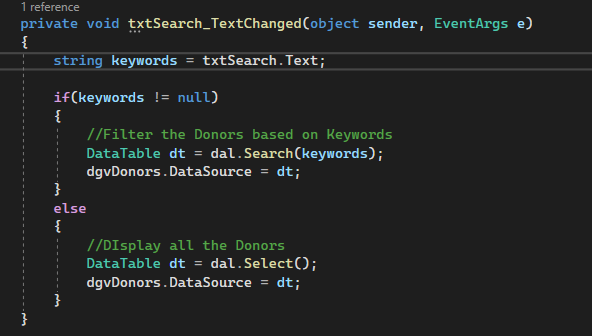 1 reference
private void txtSearch_TextChanged(object sender, EventArgs e)
{
string keywords = txtSearch.Text;
if(keywords != null)
{
//Filter the Donors based on Keywords
DataTable dt = dal.Search(keywords);
dgvDonors.DataSource = dt;
}
else
{
//DIsplay all the Donors
DataTable dt = dal.Select();
dgvDonors.DataSource = dt;
}
}